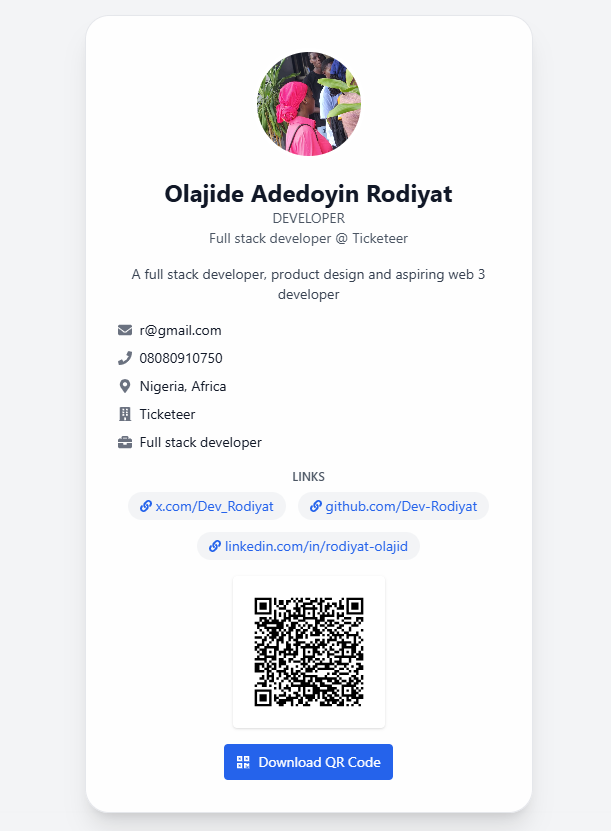 Olajide Adedoyin Rodiyat
DEVELOPER
Full stack developer @ Ticketeer
A full stack developer, product design and aspiring web 3
developer
r@gmail.com
08080910750
Nigeria, Africa
Ticketeer
Full stack developer
LINKS
x.com/Dev_Rodiyat
github.com/Dev-Rodiyat
linkedin.com/in/rodiyat-olajid
Download QR Code